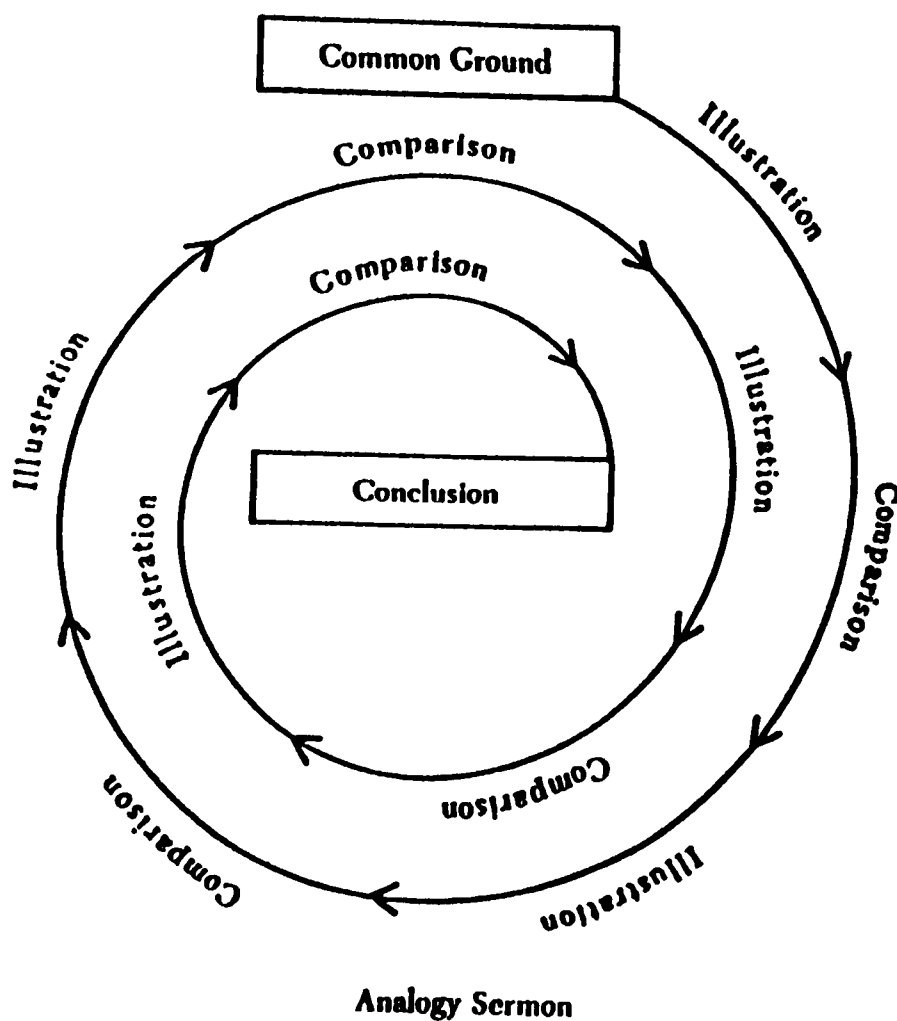 Common Ground
Illustration
Comparison
Illustration
Comparison
Illustration
Comparison
Illustration
Comparison
Illustration
Comparison
Conclusion
Analogy Sermon